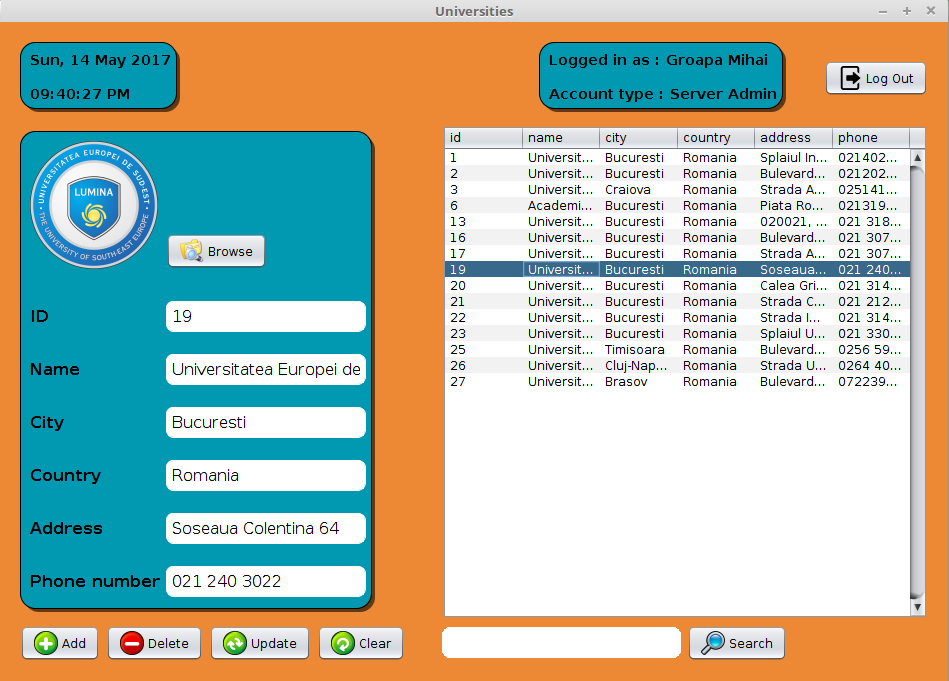 Universities
Sun, 14 May 2017
09:40:27 PM
Logged in as : Groapa Mihai
Account type : Server Admin
Log Out
UNIVERSITATEA EUROPEI DE SUD-EST
LUMINA
THE UNIVERSITY OF SOUTH-EAST EUROPE
Browse
ID 19
Name Universitatea Europei de
City Bucuresti
Country Romania
Address Soseaua Colentina 64
Phone number 021 240 3022
id name city country address phone
1 Universit... Bucuresti Romania Splaiul In... 021402...
2 Universit... Bucuresti Romania Bulevard... 021202...
3 Universit... Craiova Romania Strada A... 025141...
6 Academi... Bucuresti Romania Piata Ro... 021319...
13 Universit... Bucuresti Romania 020021, ... 021 318...
16 Universit... Bucuresti Romania Bulevard... 021 307...
17 Universit... Bucuresti Romania Strada A... 021 307...
19 Universit... Bucuresti Romania Soseaua... 021 240...
20 Universit... Bucuresti Romania Calea Gri... 021 314...
21 Universit... Bucuresti Romania Strada C... 021 212...
22 Universit... Bucuresti Romania Strada I... 021 314...
23 Universit... Bucuresti Romania Splaiul U... 021 330...
25 Universit... Timisoara Romania Bulevard... 0256 59...
26 Universit... Cluj-Nap... Romania Strada U... 0264 40...
27 Universit... Brasov Romania Bulevard... 072239...
Add Delete Update Clear Search